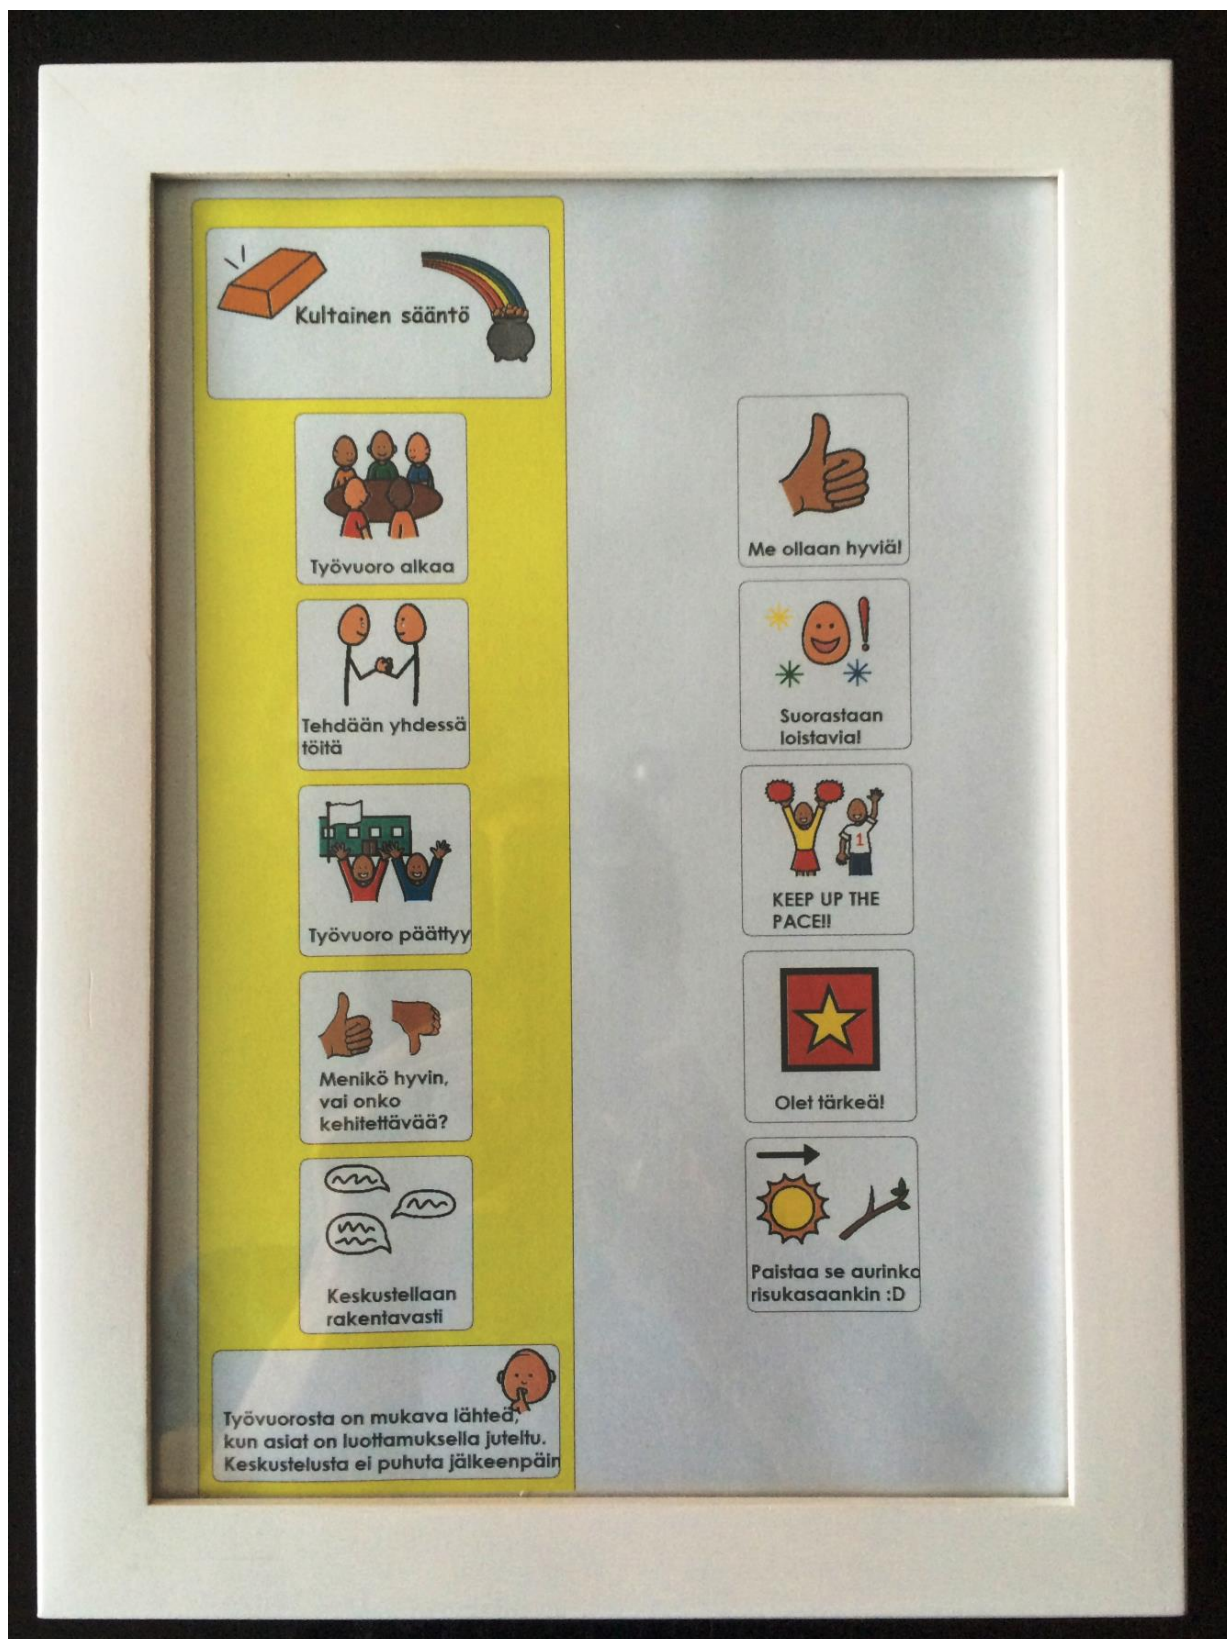 Kultainen sääntö
Työvuoro alkaa
Tehdään yhdessä
töitä
Työvuoro päättyy
Menikö hyvin,
vai onko
kehitettävää?
Keskustellaan
rakentavasti
Työvuorosta on mukava lähteä,
kun asiat on luottamuksella juteltu.
Keskustelusta ei puhuta jälkeenpäin
Me ollaan hyviä!
Suorastaan
loistavia!
1
KEEP UP THE
PACE!!
Olet tärkeä!
Paistaa se aurinko
risukasaankin :D